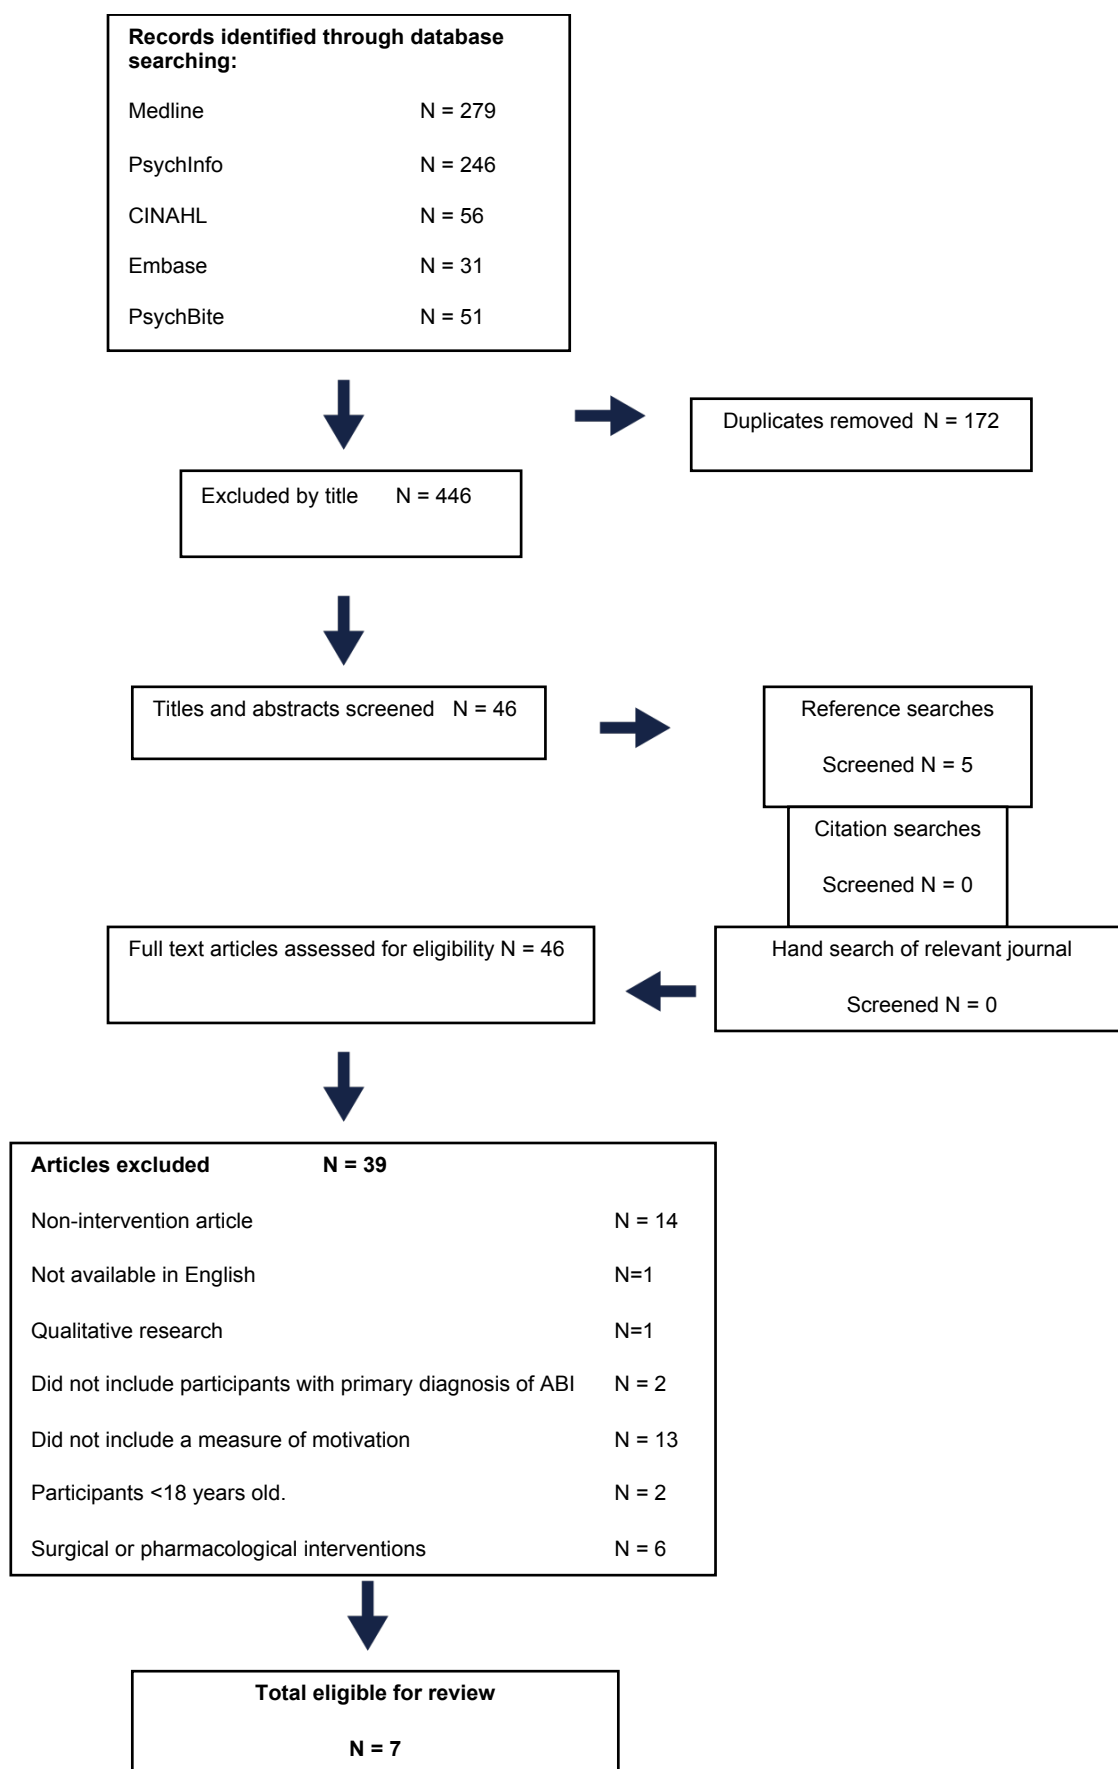 Records identified through database
searching:
Medline N = 279
PsychInfo N = 246
CINAHL N = 56
Embase N = 31
PsychBite N = 51
Duplicates removed N = 172
Excluded by title N = 446
Titles and abstracts screened N = 46
Reference searches
Screened N = 5
Citation searches
Screened N = 0
Hand search of relevant journal
Screened N = 0
Full text articles assessed for eligibility N = 46
Articles excluded N = 39
Non-intervention article N = 14
Not available in English N=1
Qualitative research N=1
Did not include participants with primary diagnosis of ABI N = 2
Did not include a measure of motivation N = 13
Participants <18 years old. N = 2
Surgical or pharmacological interventions N = 6
Total eligible for review
N = 7